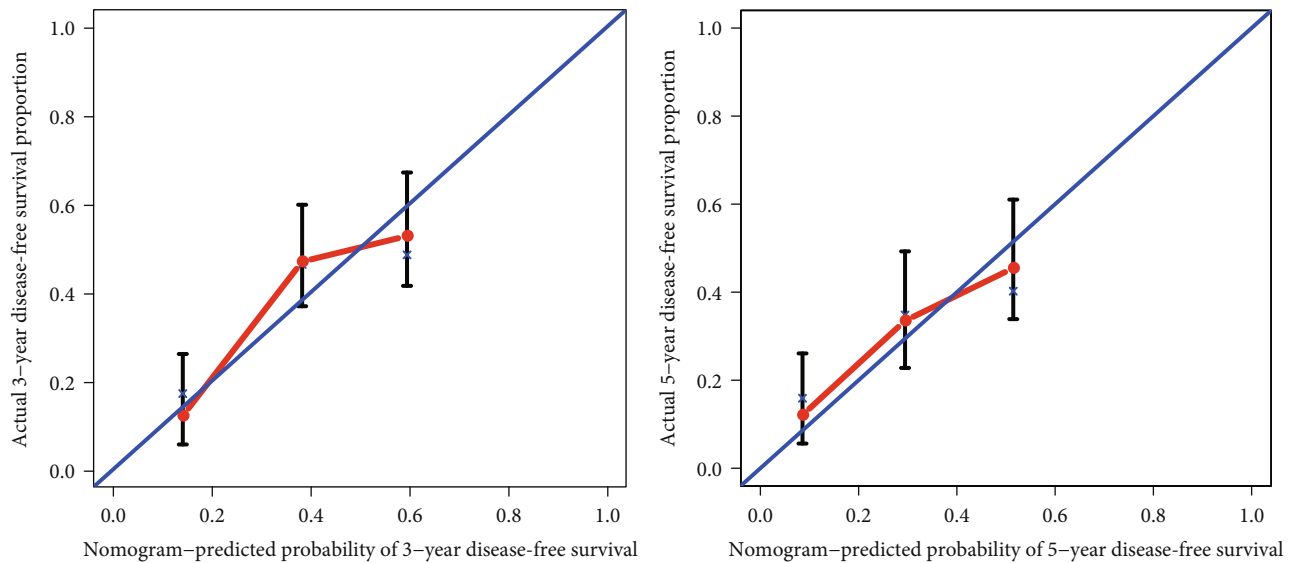 Actual 3−year disease-free survival proportion
1.0
0.8
0.6
0.4
0.2
0.0
0.0 0.2 0.4 0.6 0.8 1.0
Nomogram−predicted probability of 3−year disease-free survival
Actual 5−year disease-free survival proportion
1.0
0.8
0.6
0.4
0.2
0.0
0.0 0.2 0.4 0.6 0.8 1.0
Nomogram−predicted probability of 5−year disease-free survival